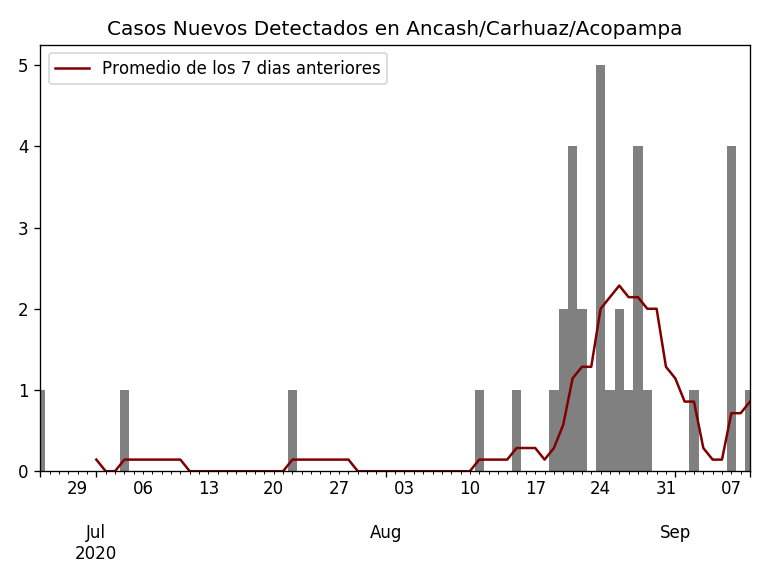 Casos Nuevos Detectados en Ancash/Carhuaz/Acopampa
Promedio de los 7 dias anteriores
5
4
3
2
1
0
29 06 13 20 27 03 10 17 24 31 07
Jul Aug Sep
2020